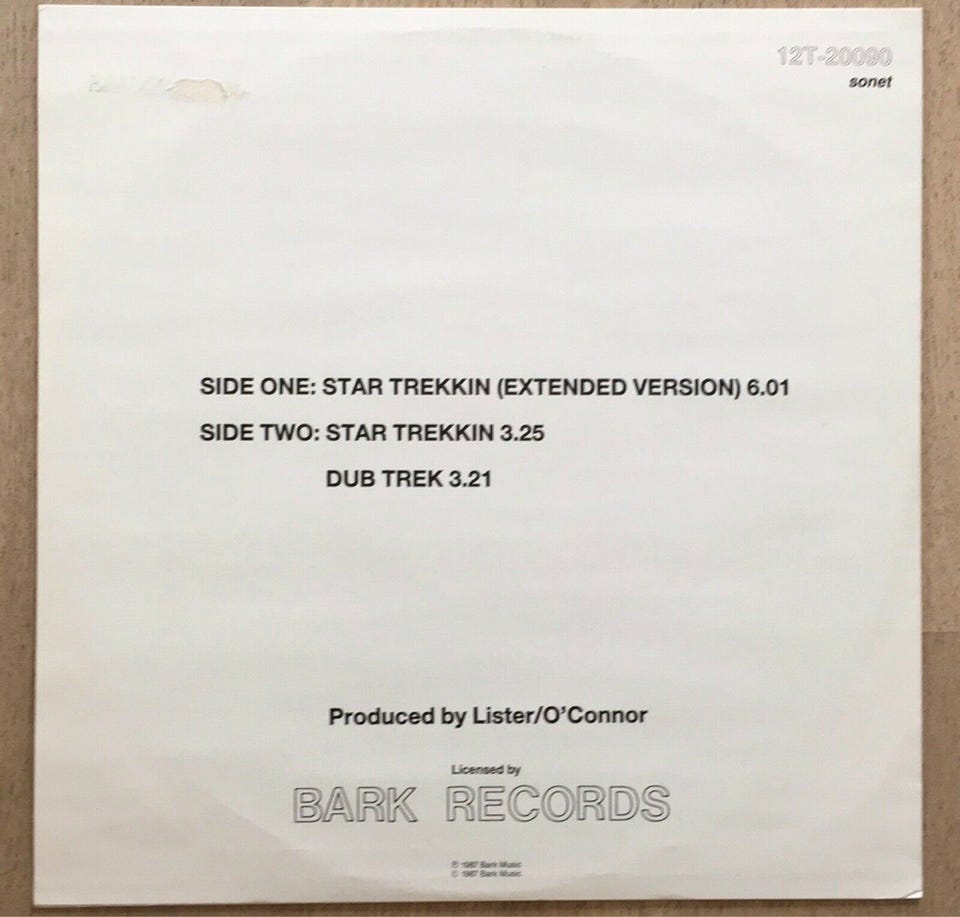 12T-20090
sonet
SIDE ONE: STAR TREKKIN (EXTENDED VERSION) 6.01
SIDE TWO: STAR TREKKIN 3.25
DUB TREK 3.21
Produced by Lister/O'Connor
Licensed by
BARK RECORDS
℗ 1987 Bark Music
© 1987 Bark Music